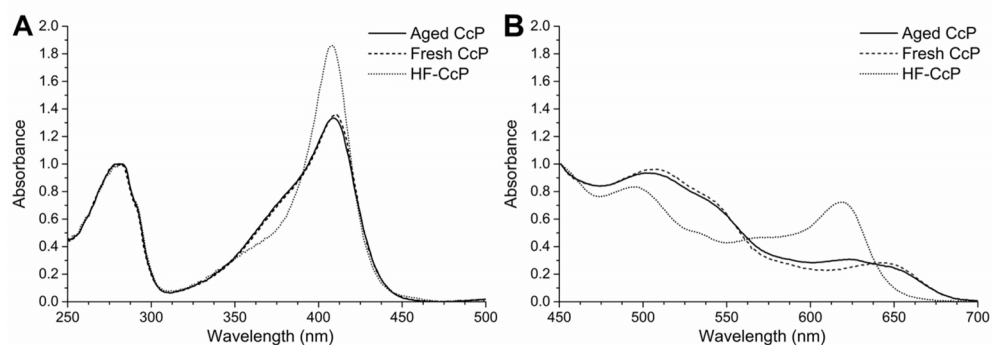 A
Aged CcP
Fresh CcP
HF-CcP
2.0
1.8
1.6
1.4
1.2
1.0
0.8
0.6
0.4
0.2
0.0
Absorbance
250 300 350 400 450 500
Wavelength (nm)
B
Aged CcP
Fresh CcP
HF-CcP
2.0
1.8
1.6
1.4
1.2
1.0
0.8
0.6
0.4
0.2
0.0
Absorbance
450 500 550 600 650 700
Wavelength (nm)